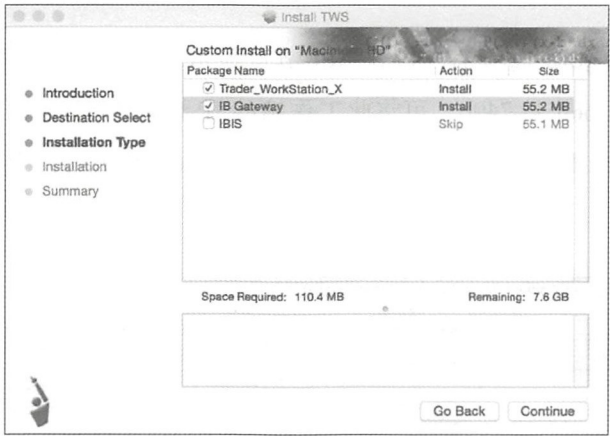 Install TWS
Custom Install on "Macintosh HD"
Package Name Action Size
Trader_WorkStation_X Install 55.2 MB
IB Gateway Install 55.2 MB
IBIS Skip 55.1 MB
Introduction
Destination Select
Installation Type
Installation
Summary
Space Required: 110.4 MB Remaining: 7.6 GB
Go Back Continue